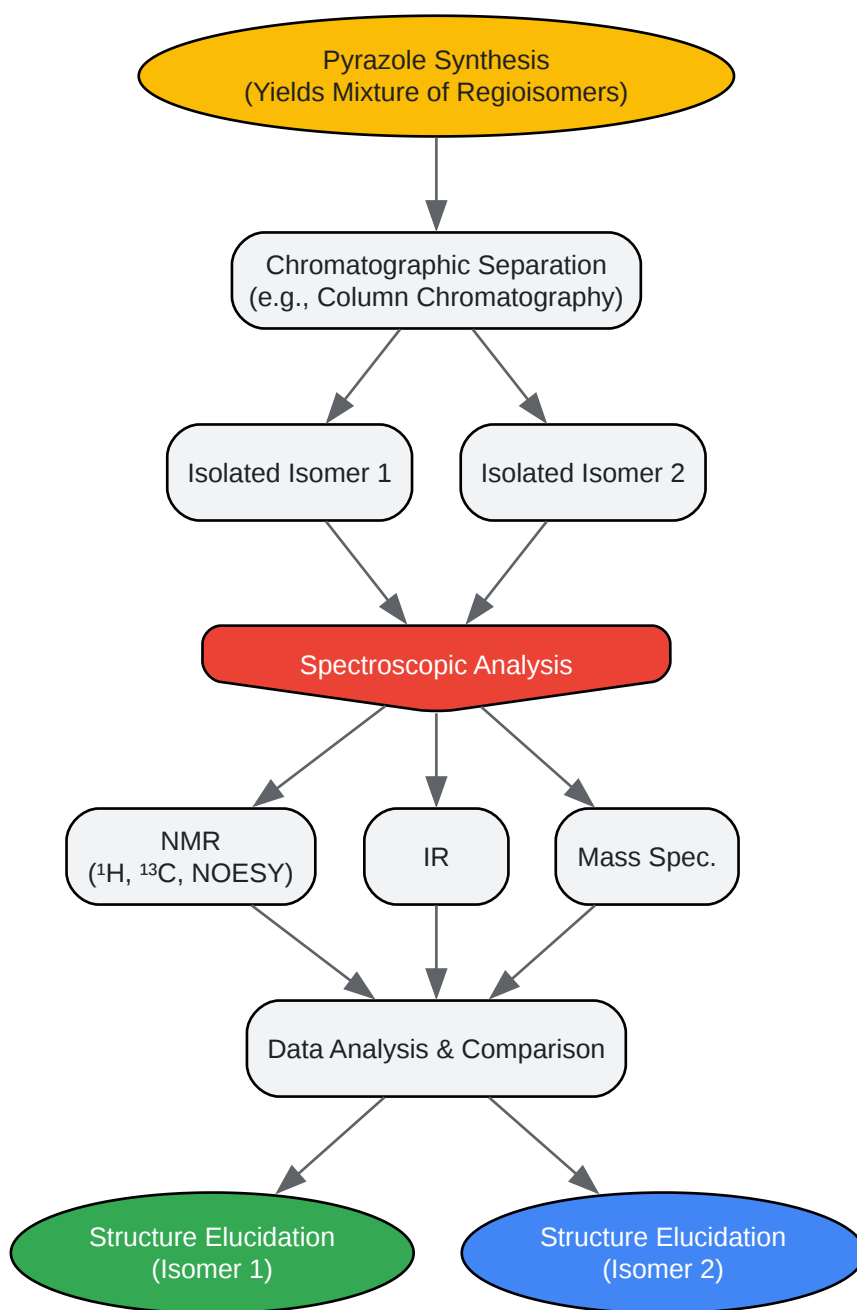 Pyrazole Synthesis
(Yields Mixture of Regioisomers)
Chromatographic Separation
(e.g., Column Chromatography)
Isolated Isomer 1
Isolated Isomer 2
Spectroscopic Analysis
NMR
(¹H, ¹³C, NOESY)
IR
Mass Spec.
Data Analysis & Comparison
Structure Elucidation
(Isomer 1)
Structure Elucidation
(Isomer 2)